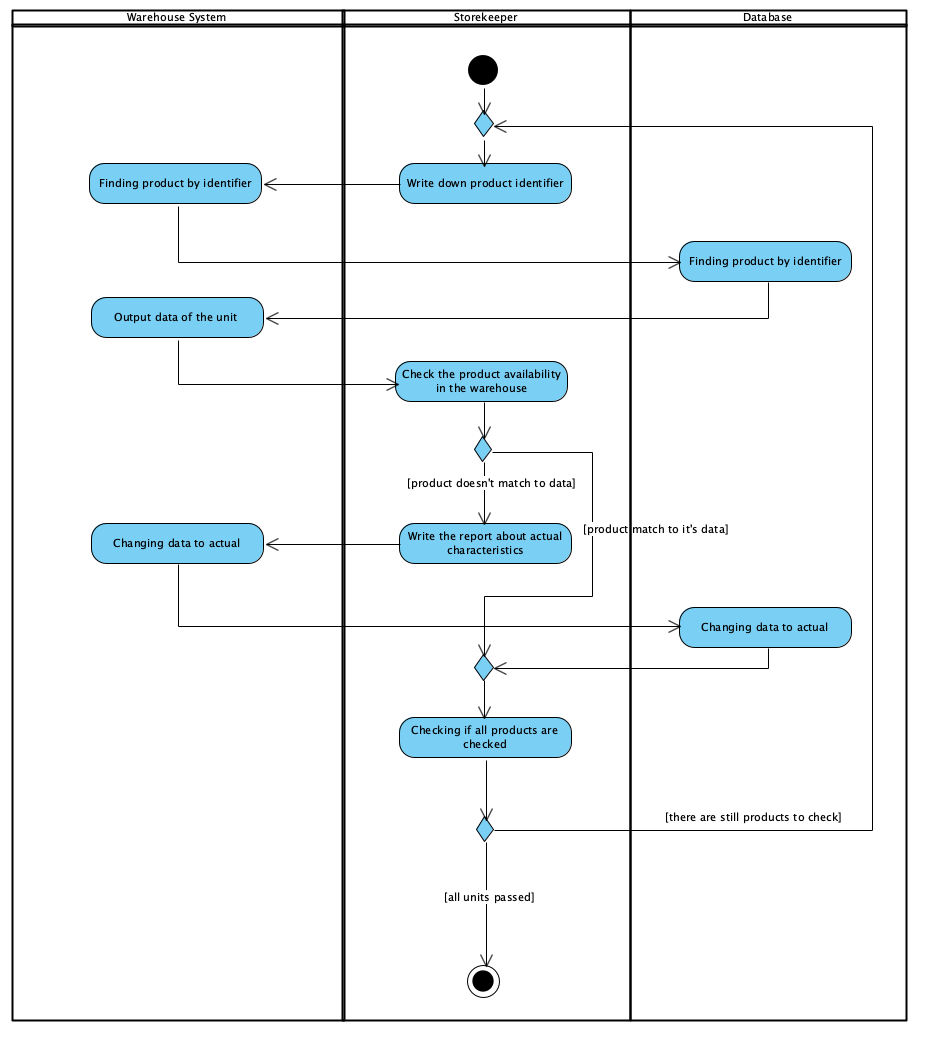 Warehouse System
Storekeeper
Database
Finding product by identifier
Write down product identifier
Finding product by identifier
Output data of the unit
Check the product availability
in the warehouse
[product doesn't match to data]
[product match to it's data]
Changing data to actual
Write the report about actual
characteristics
Changing data to actual
Checking if all products are
checked
[there are still products to check]
[all units passed]